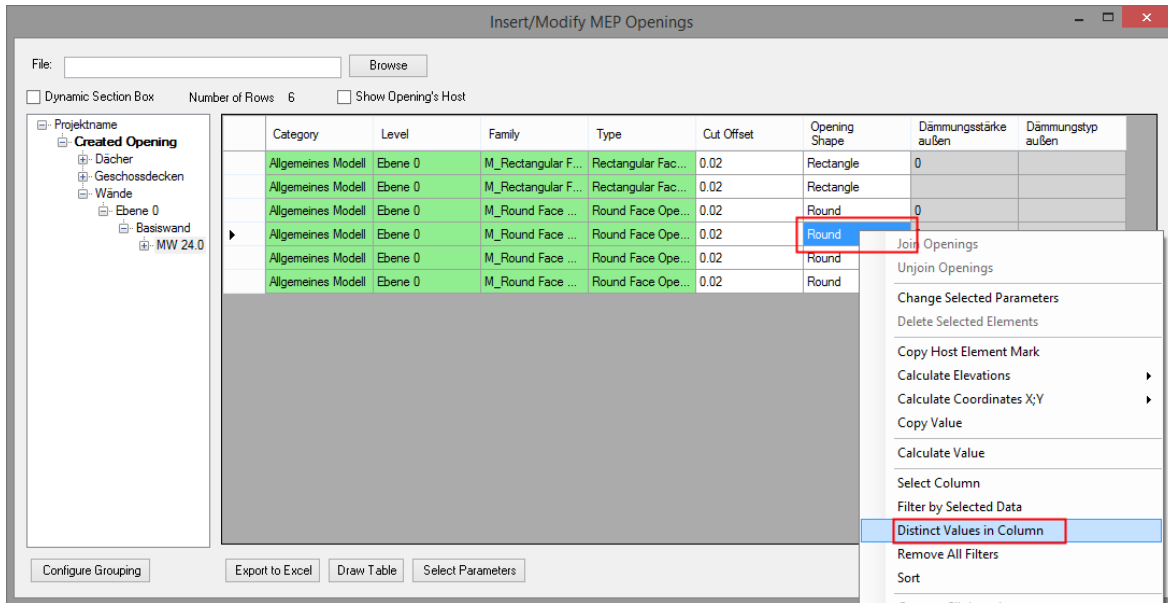 Insert/Modify MEP Openings
File: Browse
Dynamic Section Box Number of Rows 6 Show Opening's Host
Projektname
Created Opening
Dächer
Geschossdecken
Wände
Ebene 0
Basiswand
MW 24.0
Category Level Family Type Cut Offset Opening Shape Dämmungsstärke außen Dämmungstyp außen
Allgemeines Modell Ebene 0 M_Rectangular F... Rectangular Fac... 0.02 Rectangle 0
Allgemeines Modell Ebene 0 M_Rectangular F... Rectangular Fac... 0.02 Rectangle
Allgemeines Modell Ebene 0 M_Round Face ... Round Face Ope... 0.02 Round 0
Allgemeines Modell Ebene 0 M_Round Face ... Round Face Ope... 0.02 Round
Allgemeines Modell Ebene 0 M_Round Face ... Round Face Ope... 0.02 Round
Allgemeines Modell Ebene 0 M_Round Face ... Round Face Ope... 0.02 Round
Join Openings
Unjoin Openings
Change Selected Parameters
Delete Selected Elements
Copy Host Element Mark
Calculate Elevations
Calculate Coordinates X;Y
Copy Value
Calculate Value
Select Column
Filter by Selected Data
Distinct Values in Column
Remove All Filters
Sort
Configure Grouping Export to Excel Draw Table Select Parameters